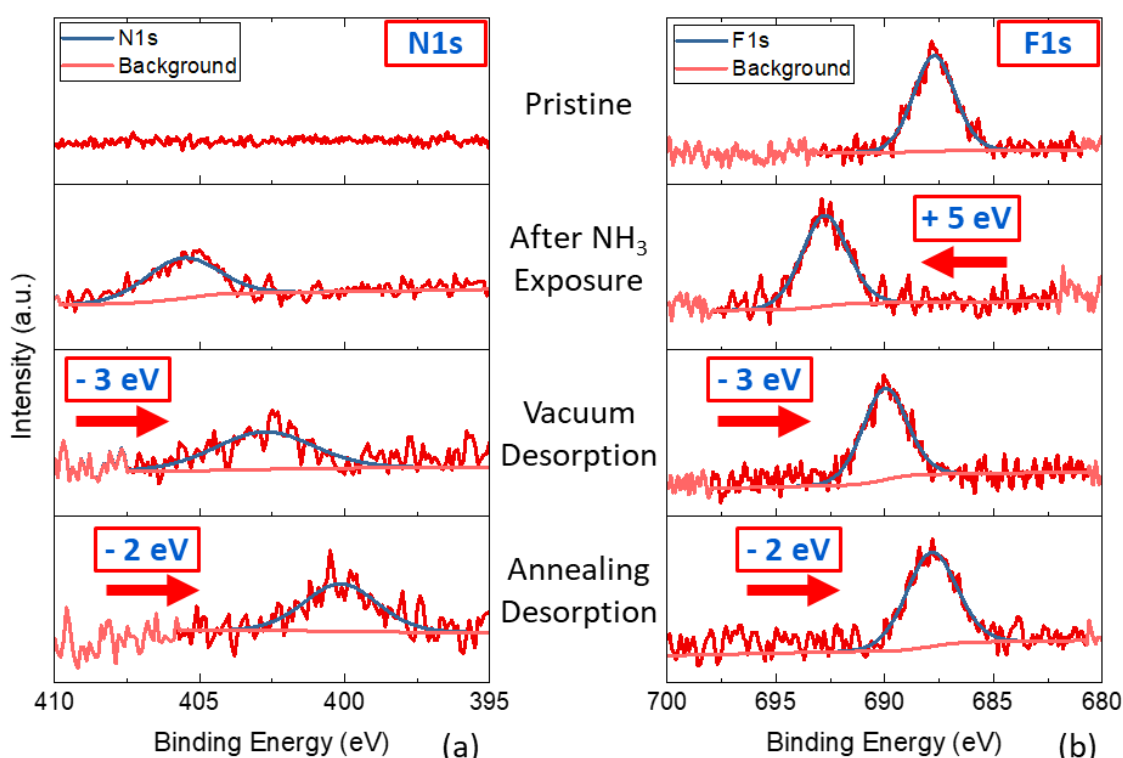 N1s
Background
N1s
F1s
Background
F1s
Pristine
After NH₃
Exposure
+ 5 eV
- 3 eV
Vacuum
Desorption
- 3 eV
- 2 eV
Annealing
Desorption
- 2 eV
Intensity (a.u.)
410 405 400 395
700 695 690 685 680
Binding Energy (eV) (a)
Binding Energy (eV) (b)